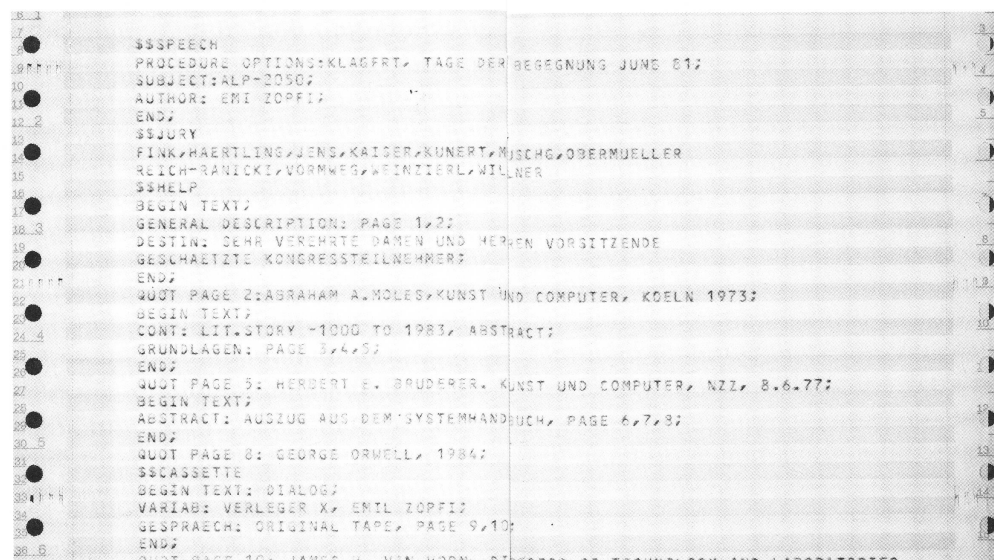 $$SPEECH
PROCEDURE OPTIONS:KLAGFRT, TAGE DER BEGEGNUNG JUNE 81;
SUBJECT:ALP-2050;
AUTHOR: EMI ZOPFI;
END;
$$JURY
FINK,HAERTLING,JENS,KAISER,KUNERT,MUSCHG,OBERMUELLER
REICH-RANICKI,VORMWEG,WEINZIERL,WILLNER
$$HELP
BEGIN TEXT;
GENERAL DESCRIPTION: PAGE 1,2;
DESTIN: SEHR VEREHRTE DAMEN UND HERREN VORSITZENDE
GESCHAETZTE KONGRESSTEILNEHMER;
END;
QUOT PAGE 2:ABRAHAM A.MOLES,KUNST UND COMPUTER, KOELN 1973;
BEGIN TEXT;
CONT: LIT.STORY -1000 TO 1983, ABSTRACT;
GRUNDLAGEN: PAGE 3,4,5;
END;
QUOT PAGE 5: HERBERT E. BRUDERER. KUNST UND COMPUTER, NZZ, 8.6.77;
BEGIN TEXT;
ABSTRACT: AUSZUG AUS DEM SYSTEMHANDBUCH, PAGE 6,7,8;
END;
QUOT PAGE 8: GEORGE ORWELL, 1984;
$$CASSETTE
BEGIN TEXT: DIALOG;
VARIAB: VERLEGER X, EMIL ZOPFI;
GESPRAECH: ORIGINAL TAPE, PAGE 9,10;
END;